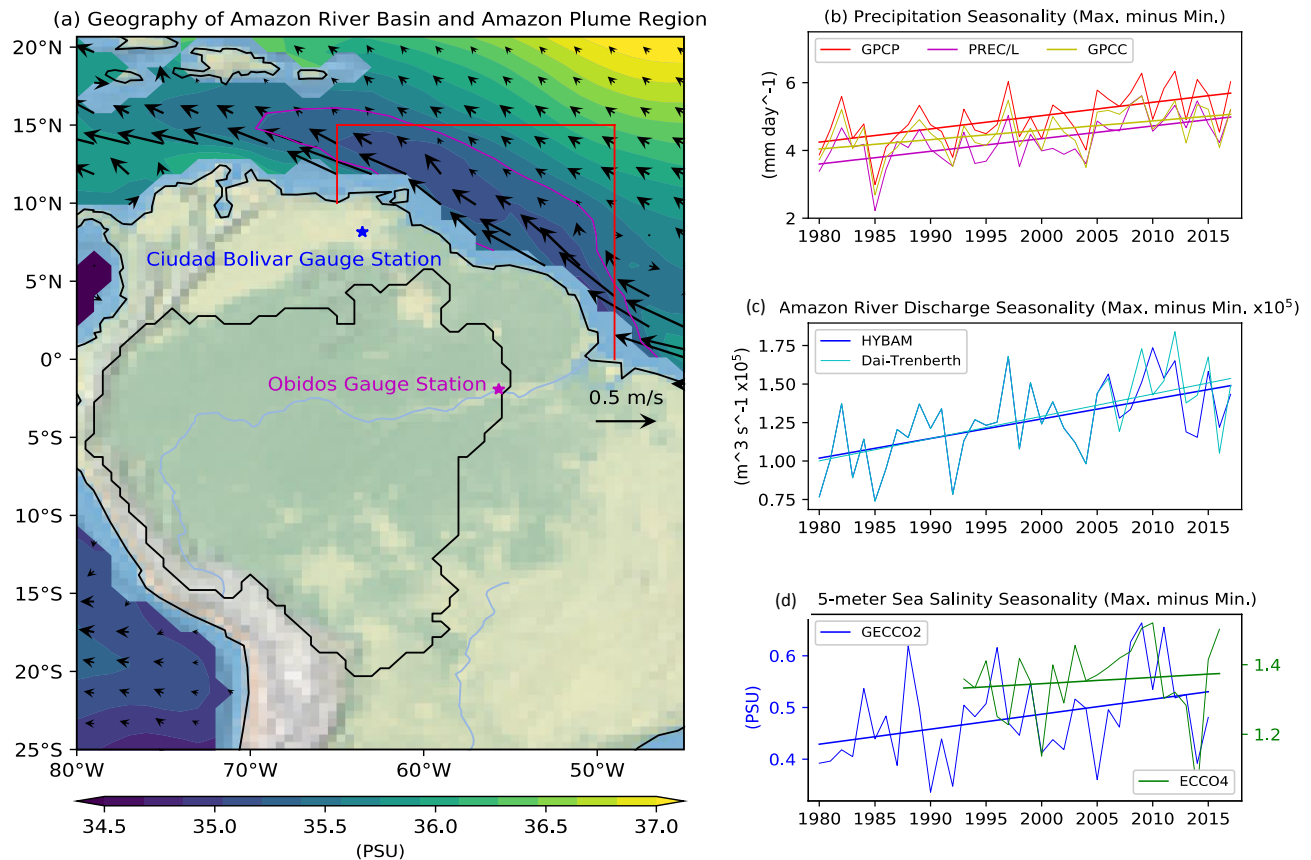 (a) Geography of Amazon River Basin and Amazon Plume Region
20°N
15°N
10°N
5°N
0°
5°S
10°S
15°S
20°S
25°S
80°W
70°W
60°W
50°W
Ciudad Bolivar Gauge Station
Obidos Gauge Station
0.5 m/s
34.5
35.0
35.5
36.0
36.5
37.0
(PSU)
(b) Precipitation Seasonality (Max. minus Min.)
GPCP
PREC/L
GPCC
(mm day^-1)
6
4
2
1980 1985 1990 1995 2000 2005 2010 2015
(c) Amazon River Discharge Seasonality (Max. minus Min. x10⁵)
HYBAM
Dai-Trenberth
(m^3 s^-1 x10⁵)
1.75
1.50
1.25
1.00
0.75
1980 1985 1990 1995 2000 2005 2010 2015
(d) 5-meter Sea Salinity Seasonality (Max. minus Min.)
GECCO2
(PSU)
0.6
0.5
0.4
1.4
1.2
ECCO4
1980 1985 1990 1995 2000 2005 2010 2015